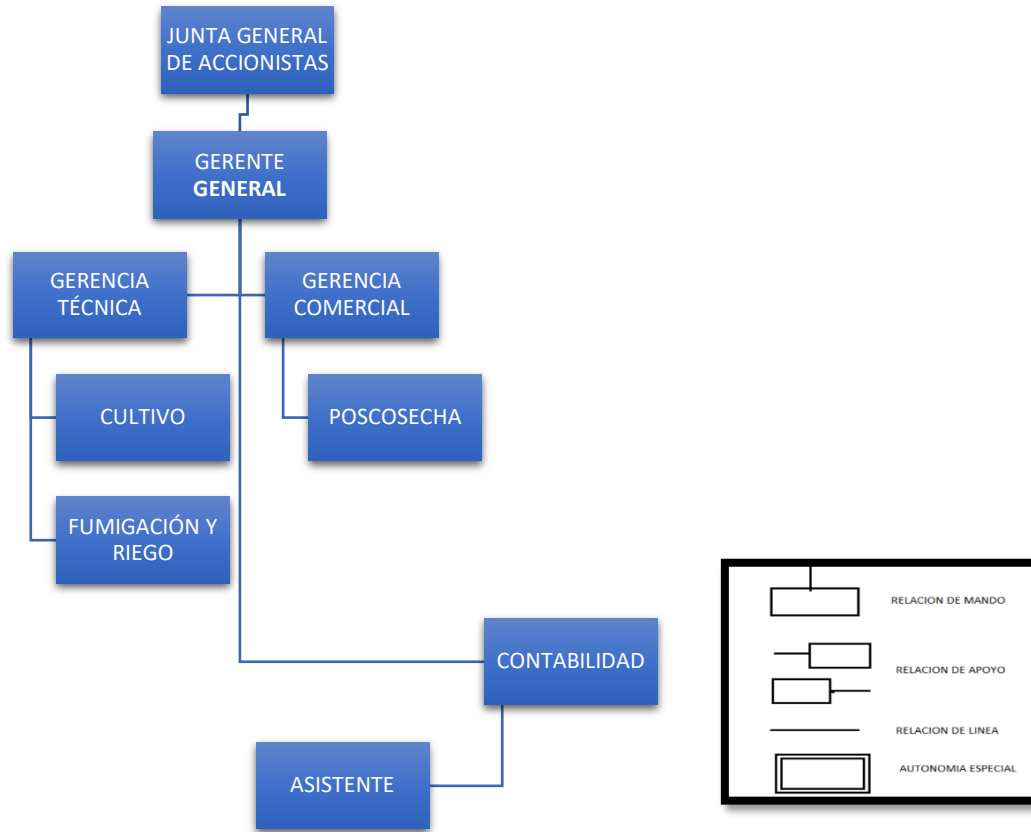 JUNTA GENERAL
DE ACCIONISTAS
GERENTE
GENERAL
GERENCIA
TÉCNICA
GERENCIA
COMERCIAL
CULTIVO
POSCOSECHA
FUMIGACIÓN Y
RIEGO
CONTABILIDAD
ASISTENTE
RELACION DE MANDO
RELACION DE APOYO
RELACION DE LINEA
AUTONOMIA ESPECIAL